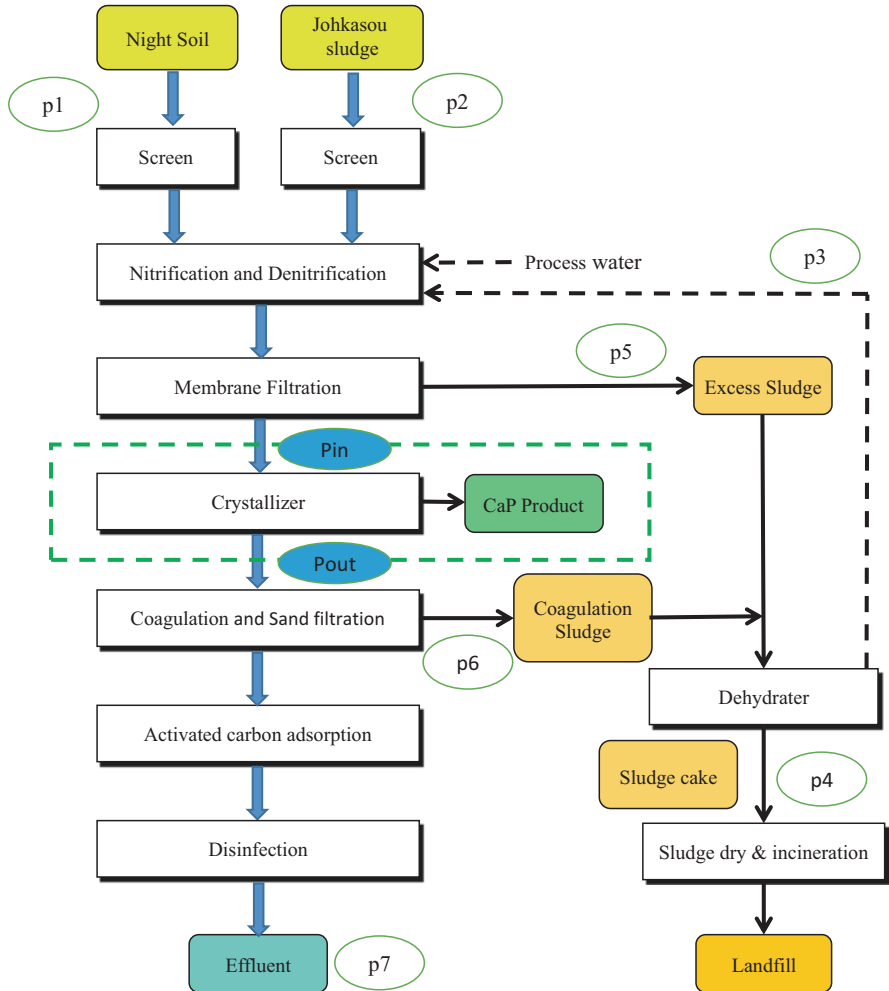 Night Soil
Johkasou
sludge
p1
p2
Screen
Screen
Nitrification and Denitrification
Process water
p3
Membrane Filtration
p5
Excess Sludge
Pin
Crystallizer
CaP Product
Pout
Coagulation and Sand filtration
Coagulation
Sludge
p6
Dehydrater
Activated carbon adsorption
Sludge cake
p4
Disinfection
Sludge dry & incineration
Effluent
p7
Landfill